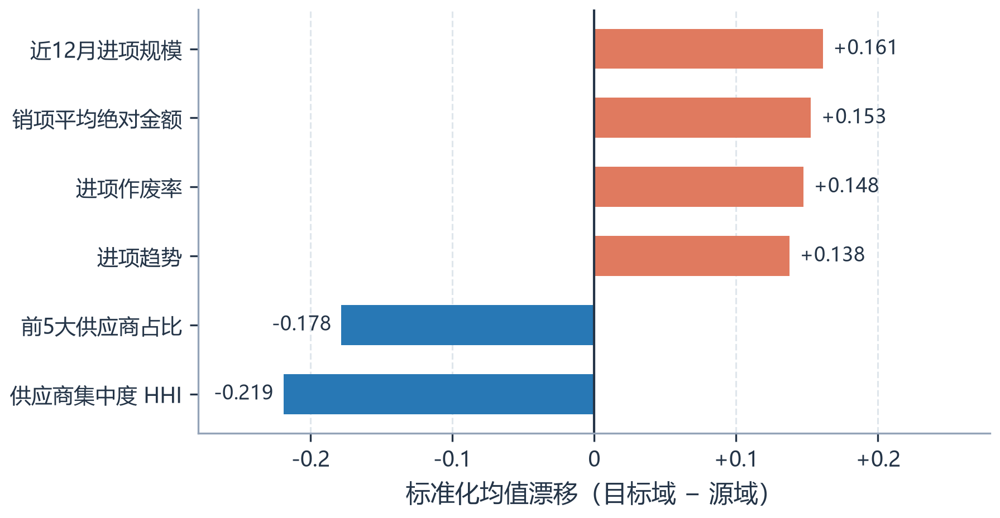 近12月进项规模
+0.161
销项平均绝对金额
+0.153
进项作废率
+0.148
进项趋势
+0.138
前5大供应商占比
-0.178
供应商集中度 HHI
-0.219
-0.2
-0.1
0
+0.1
+0.2
标准化均值漂移（目标域 − 源域）